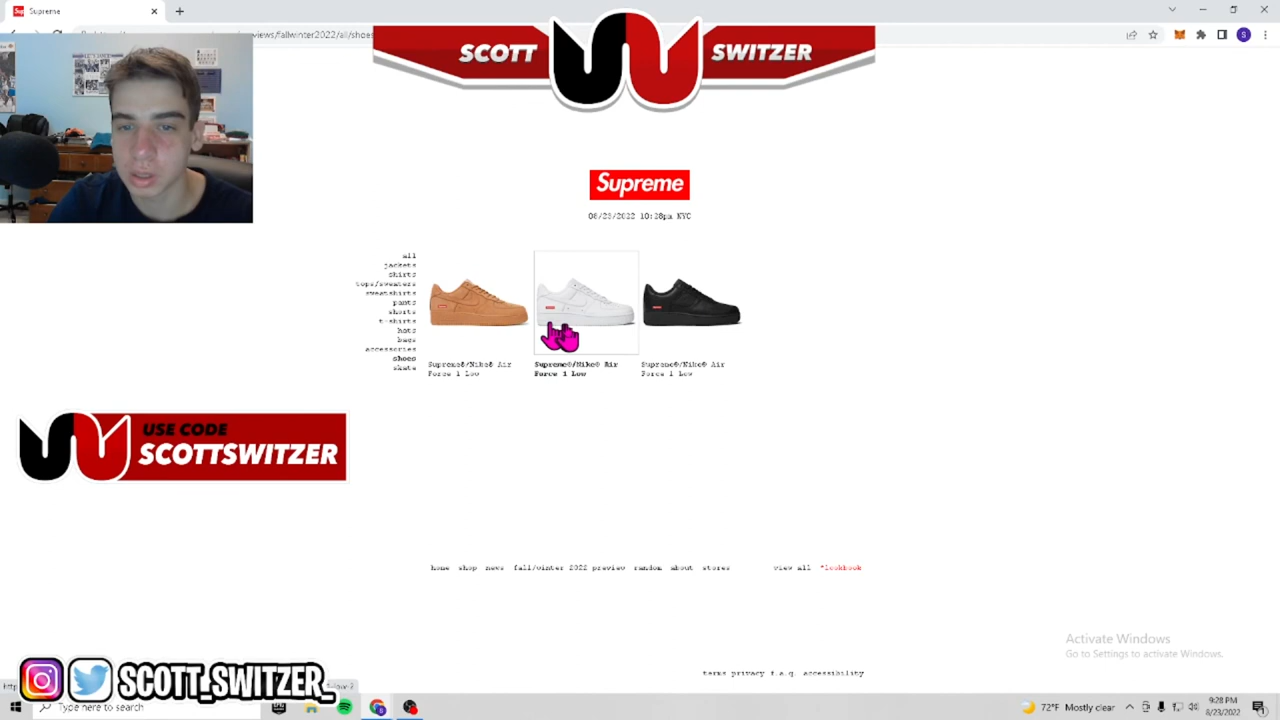 Supreme
views/fallwinter2022/all/shoes
SCOTT
SWITZER
Supreme
08/23/2022 10:28pm NYC
all
jackets
shirts
tops/sweaters
sweatshirts
pants
shorts
t-shirts
hats
bags
accessories
shoes
skate
Supreme®/Nike® Air
Force 1 Low
Supreme®/Nike® Air
Force 1 Low
Supreme®/Nike® Air
Force 1 Low
USE CODE
SCOTTSWITZER
home shop news fall/winter 2022 preview random about stores view all *lookbook
Activate Windows
Go to Settings to activate Windows.
terms privacy f.a.q. accessibility
SCOTT_SWITZER_
Type here to search
72°F Mostly clear
9:28 PM
8/23/2022